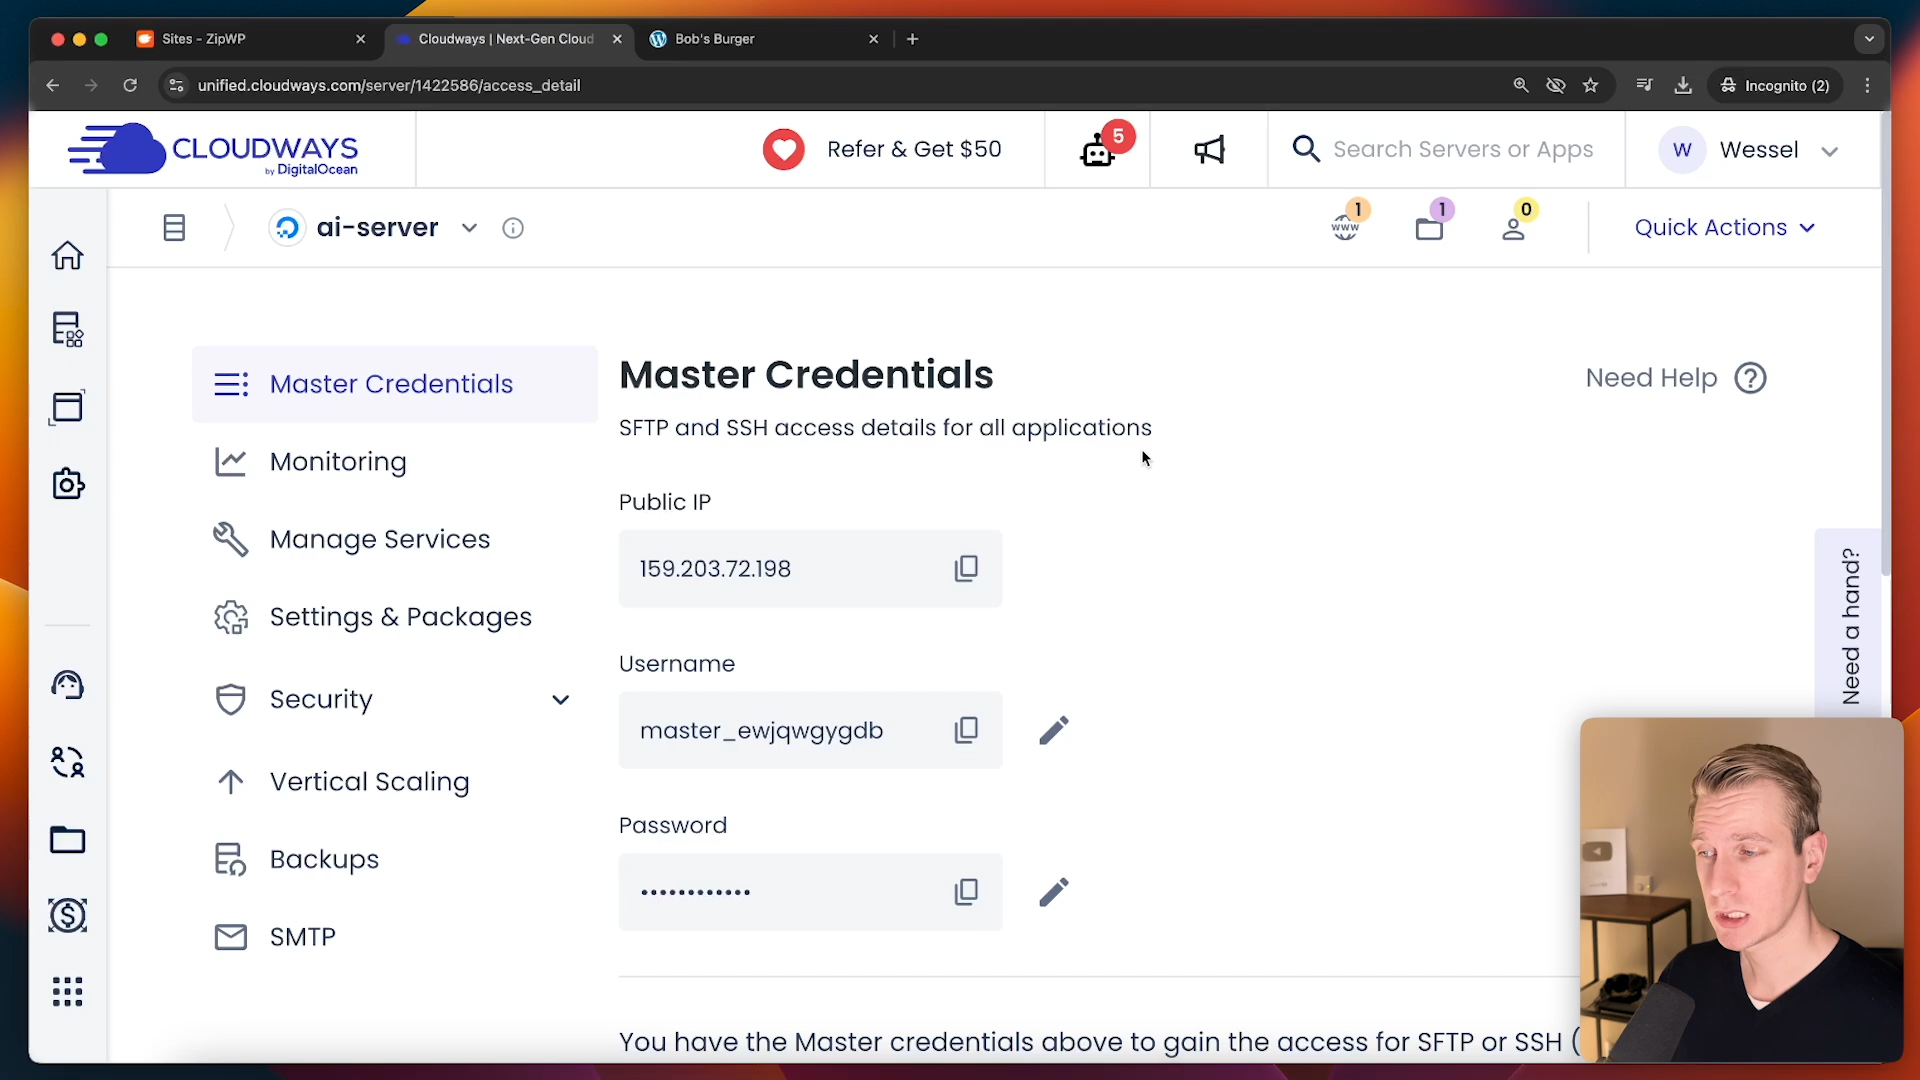 Sites - ZipWP
Cloudways | Next-Gen Cloud
Bob's Burger
unified.cloudways.com/server/1422586/access_detail
Incognito (2)
CLOUDWAYS
by DigitalOcean
Refer & Get $50
5
Search Servers or Apps
W
Wessel
ai-server
www
1
1
0
Quick Actions
Master Credentials
Monitoring
Manage Services
Settings & Packages
Security
Vertical Scaling
Backups
SMTP
Master Credentials
Need Help
SFTP and SSH access details for all applications
Public IP
159.203.72.198
Username
master_ewjqwgygdb
Password
••••••••••••
You have the Master credentials above to gain the access for SFTP or SSH (
Need a hand?